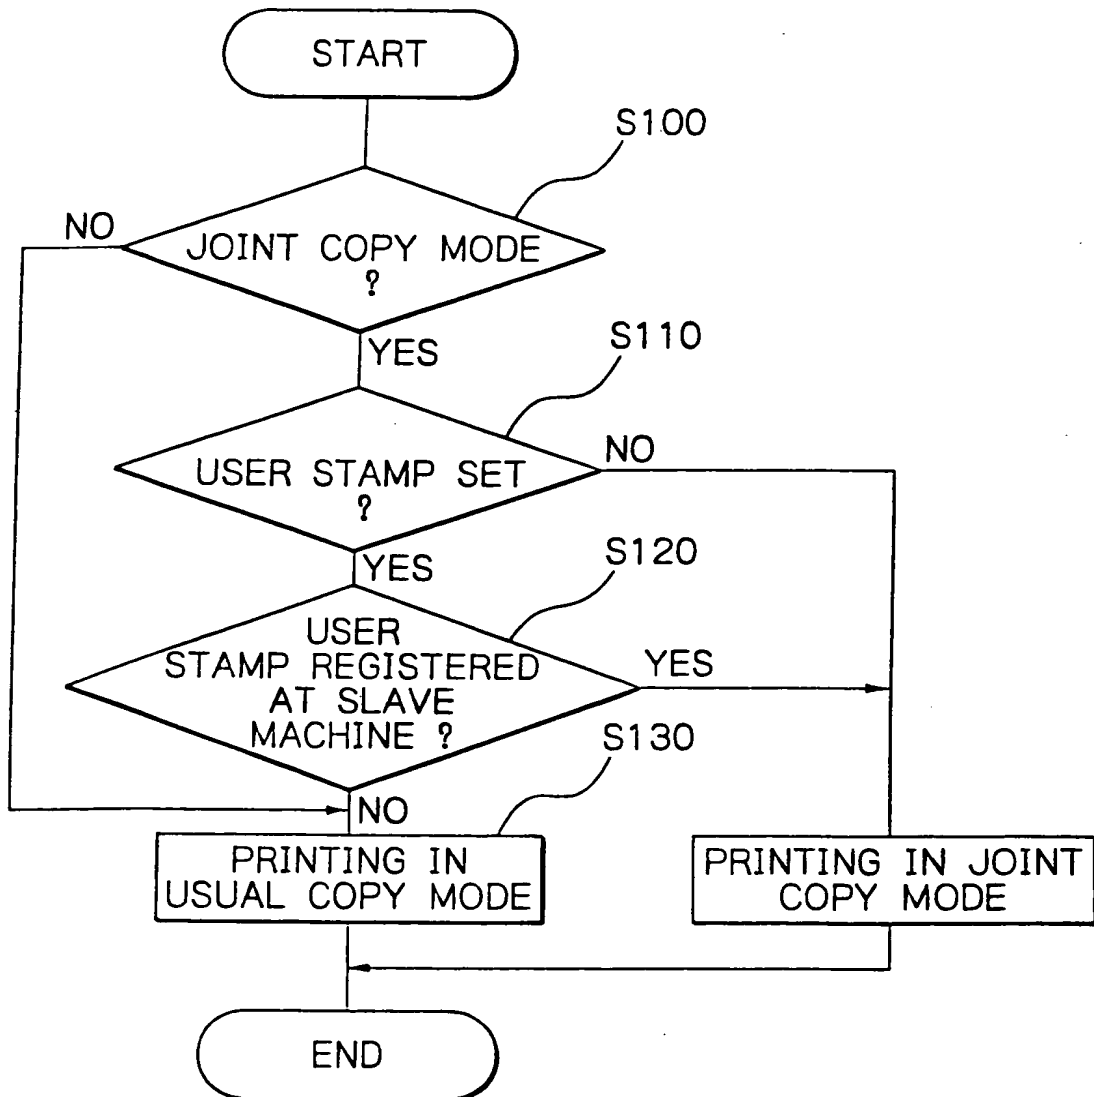 START
S100
NO
JOINT COPY MODE
?
YES
S110
NO
USER STAMP SET
?
YES
S120
USER
STAMP REGISTERED
AT SLAVE
MACHINE ?
YES
S130
NO
PRINTING IN
USUAL COPY MODE
PRINTING IN JOINT
COPY MODE
END